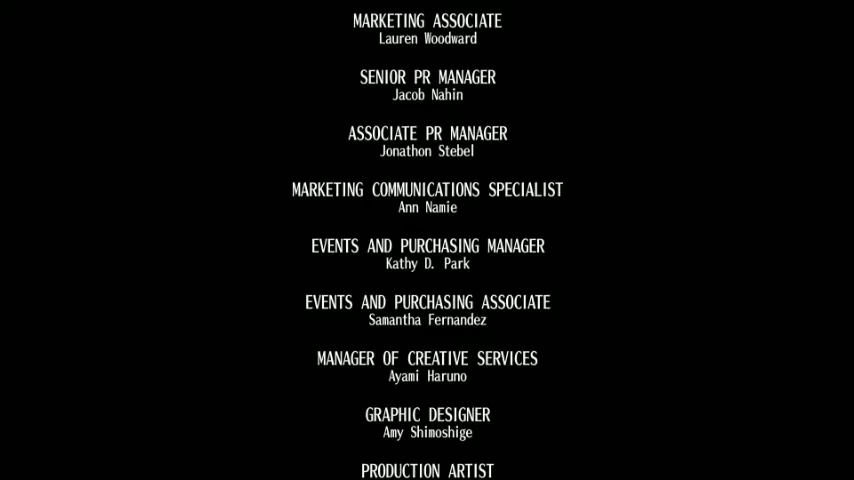 MARKETING ASSOCIATE
Lauren Woodward
SENIOR PR MANAGER
Jacob Nahin
ASSOCIATE PR MANAGER
Jonathon Stebel
MARKETING COMMUNICATIONS SPECIALIST
Ann Namie
EVENTS AND PURCHASING MANAGER
Kathy D. Park
EVENTS AND PURCHASING ASSOCIATE
Samantha Fernandez
MANAGER OF CREATIVE SERVICES
Ayami Haruno
GRAPHIC DESIGNER
Amy Shimoshige
PRODUCTION ARTIST